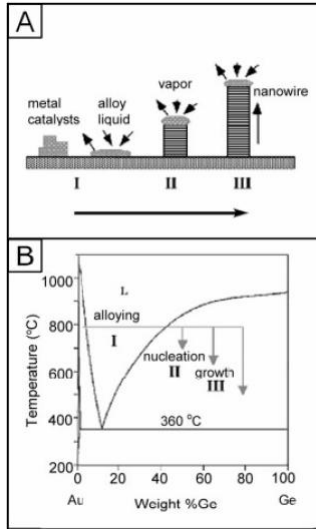 A
metal
catalysts
alloy
liquid
vapor
nanowire
I
II
III
B
1000
800
600
400
200
Temperature (°C)
L
alloying
I
nucleation
II
growth
III
360 °C
0
20
40
60
80
100
Au
Weight %Ge
Ge